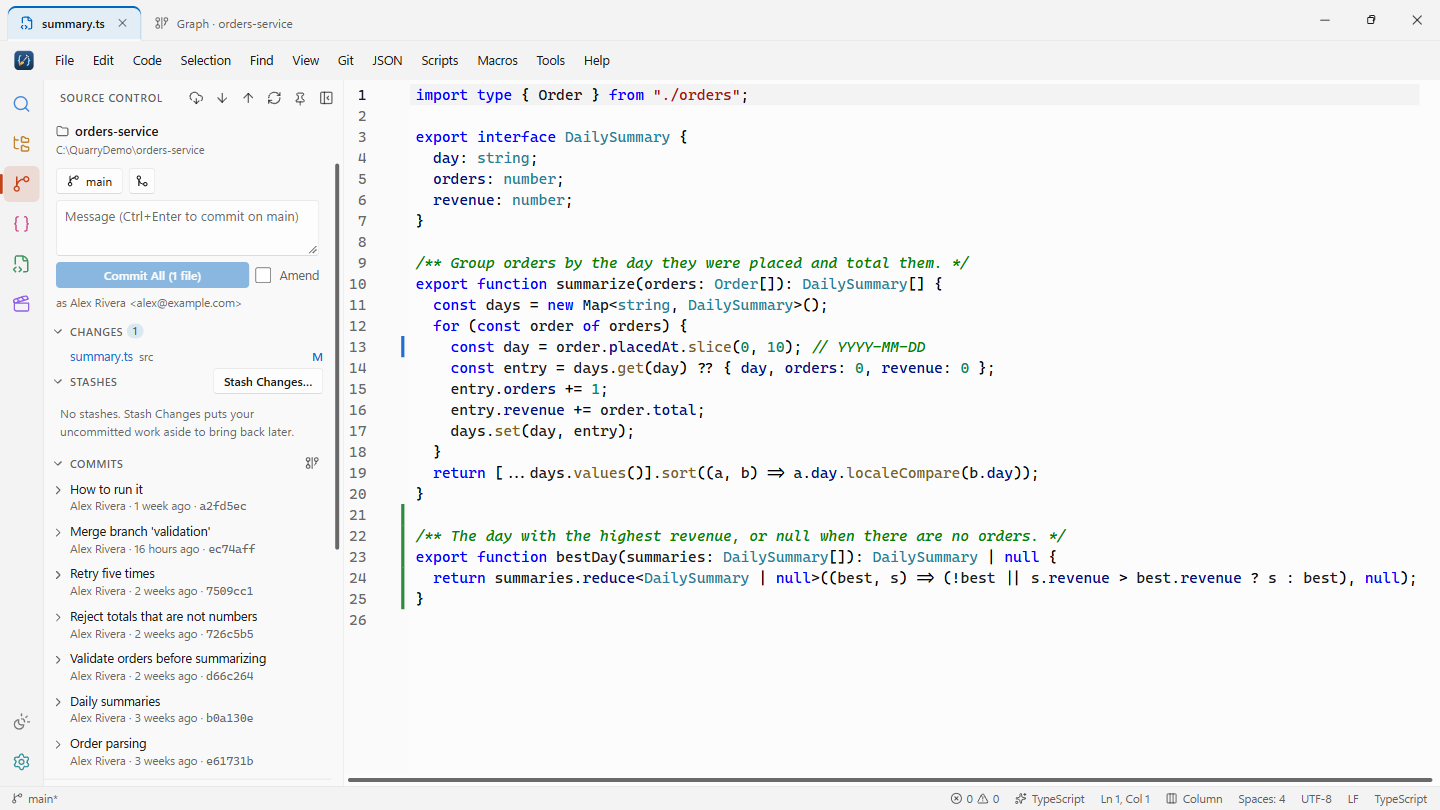 summary.ts
Graph · orders-service
File Edit Code Selection Find View Git JSON Scripts Macros Tools Help
SOURCE CONTROL
orders-service
C:\QuarryDemo\orders-service
main
Message (Ctrl+Enter to commit on main)
Commit All (1 file)
Amend
as Alex Rivera <alex@example.com>
CHANGES 1
summary.ts src M
STASHES
Stash Changes...
No stashes. Stash Changes puts your
uncommitted work aside to bring back later.
COMMITS
How to run it
Alex Rivera · 1 week ago · a2fd5ec
Merge branch 'validation'
Alex Rivera · 16 hours ago · ec74aff
Retry five times
Alex Rivera · 2 weeks ago · 7509cc1
Reject totals that are not numbers
Alex Rivera · 2 weeks ago · 726c5b5
Validate orders before summarizing
Alex Rivera · 2 weeks ago · d66c264
Daily summaries
Alex Rivera · 3 weeks ago · b0a130e
Order parsing
Alex Rivera · 3 weeks ago · e61731b
1 import type { Order } from "./orders";
2
3 export interface DailySummary {
4 day: string;
5 orders: number;
6 revenue: number;
7 }
8
9 /** Group orders by the day they were placed and total them. */
10 export function summarize(orders: Order[]): DailySummary[] {
11 const days = new Map<string, DailySummary>();
12 for (const order of orders) {
13 const day = order.placedAt.slice(0, 10); // YYYY-MM-DD
14 const entry = days.get(day) ?? { day, orders: 0, revenue: 0 };
15 entry.orders += 1;
16 entry.revenue += order.total;
17 days.set(day, entry);
18 }
19 return [...days.values()].sort((a, b) => a.day.localeCompare(b.day));
20 }
21
22 /** The day with the highest revenue, or null when there are no orders. */
23 export function bestDay(summaries: DailySummary[]): DailySummary | null {
24 return summaries.reduce<DailySummary | null>((best, s) => (!best || s.revenue > best.revenue ? s : best), null);
25 }
26
main*
0 0 TypeScript Ln 1, Col 1 Column Spaces: 4 UTF-8 LF TypeScript